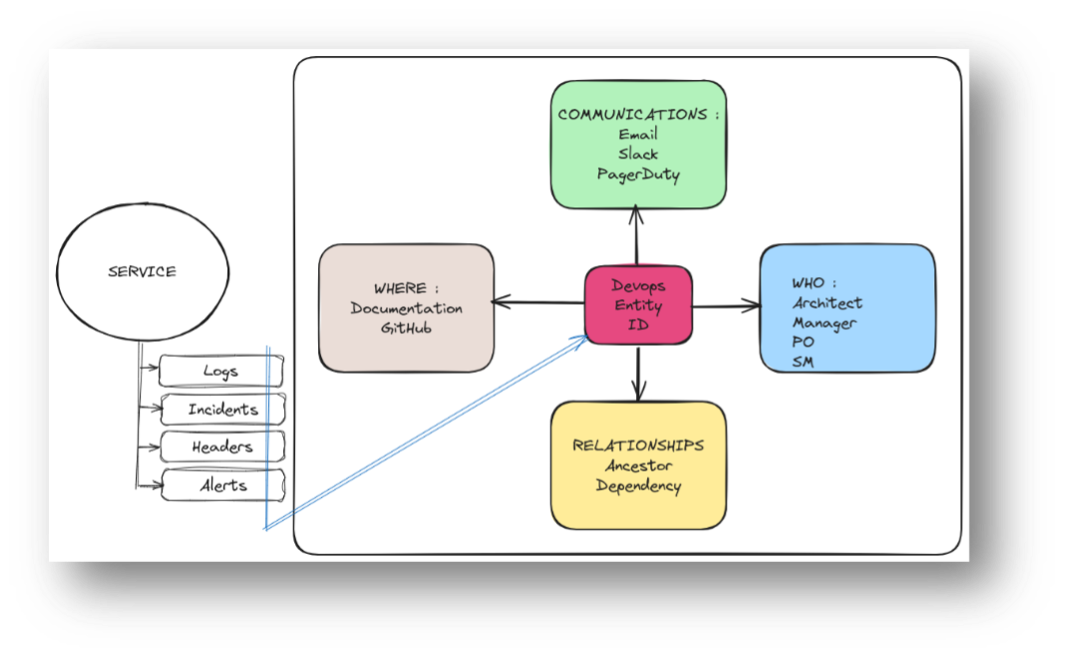 COMMUNICATIONS :
Email
Slack
PagerDuty
SERVICE
Logs
Incidents
Headers
Alerts
WHERE :
Documentation
GitHub
Devops
Entity
ID
WHO :
Architect
Manager
PO
SM
RELATIONSHIPS
Ancestor
Dependency